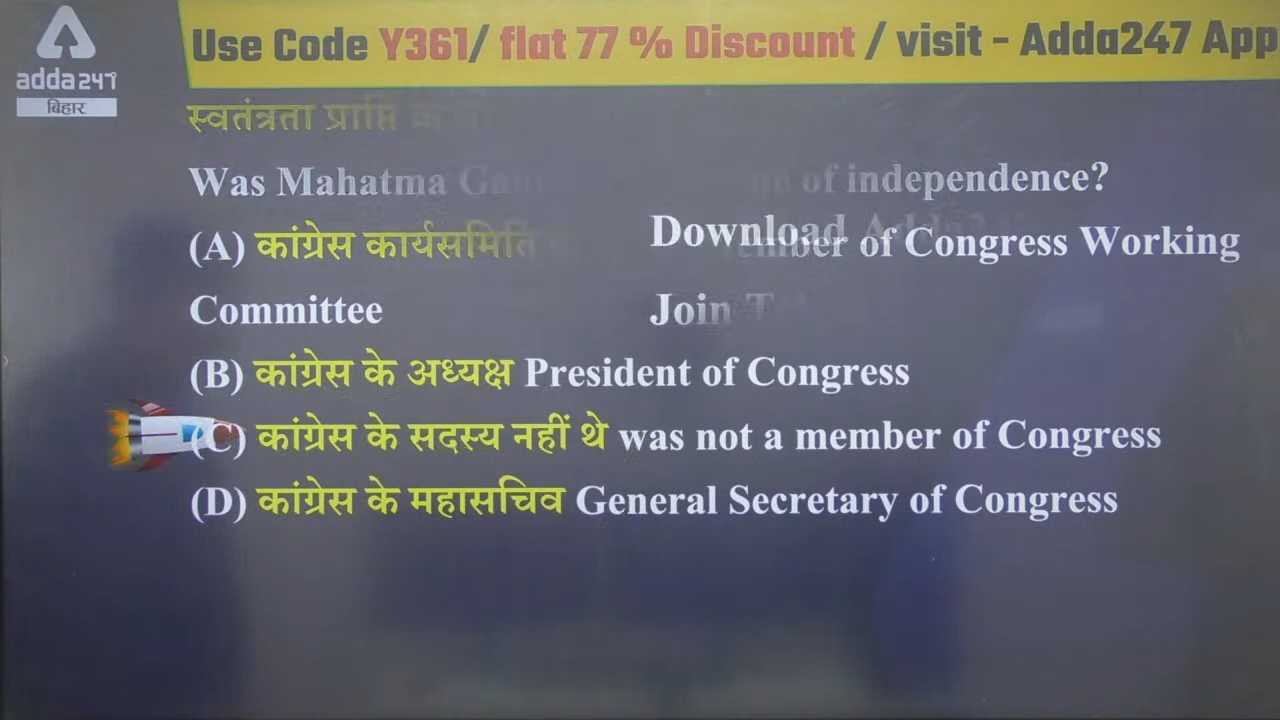 adda247
बिहार
Use Code Y361/ flat 77 % Discount / visit - Adda247 App
स्वतंत्रता प्राप्ति के
Was Mahatma of independence?
(A) कांग्रेस कार्यसमिति of Congress Working
Download
Committee
Join
(B) कांग्रेस के अध्यक्ष President of Congress
(C) कांग्रेस के सदस्य नहीं थे was not a member of Congress
(D) कांग्रेस के महासचिव General Secretary of Congress